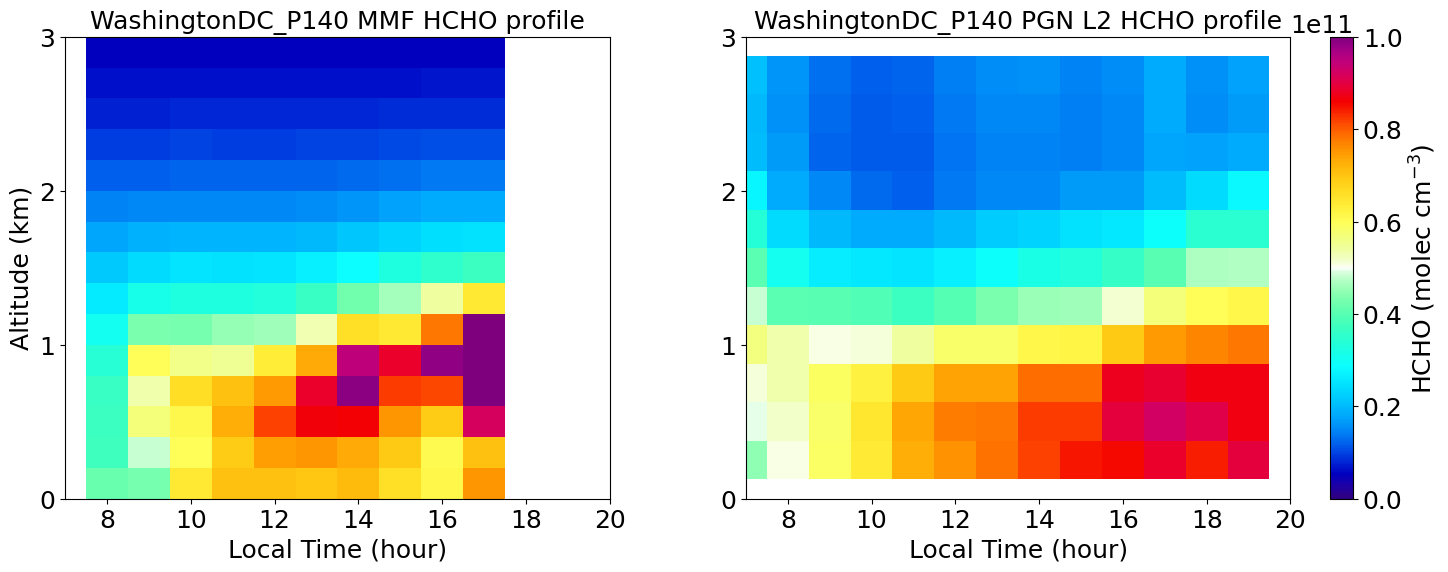 WashingtonDC_P140 MMF HCHO profile
3
2
1
0
Altitude (km)
8 10 12 14 16 18 20
Local Time (hour)
WashingtonDC_P140 PGN L2 HCHO profile
3
2
1
0
8 10 12 14 16 18 20
Local Time (hour)
1e11
1.0
0.8
0.6
0.4
0.2
0.0
HCHO (molec cm⁻³)